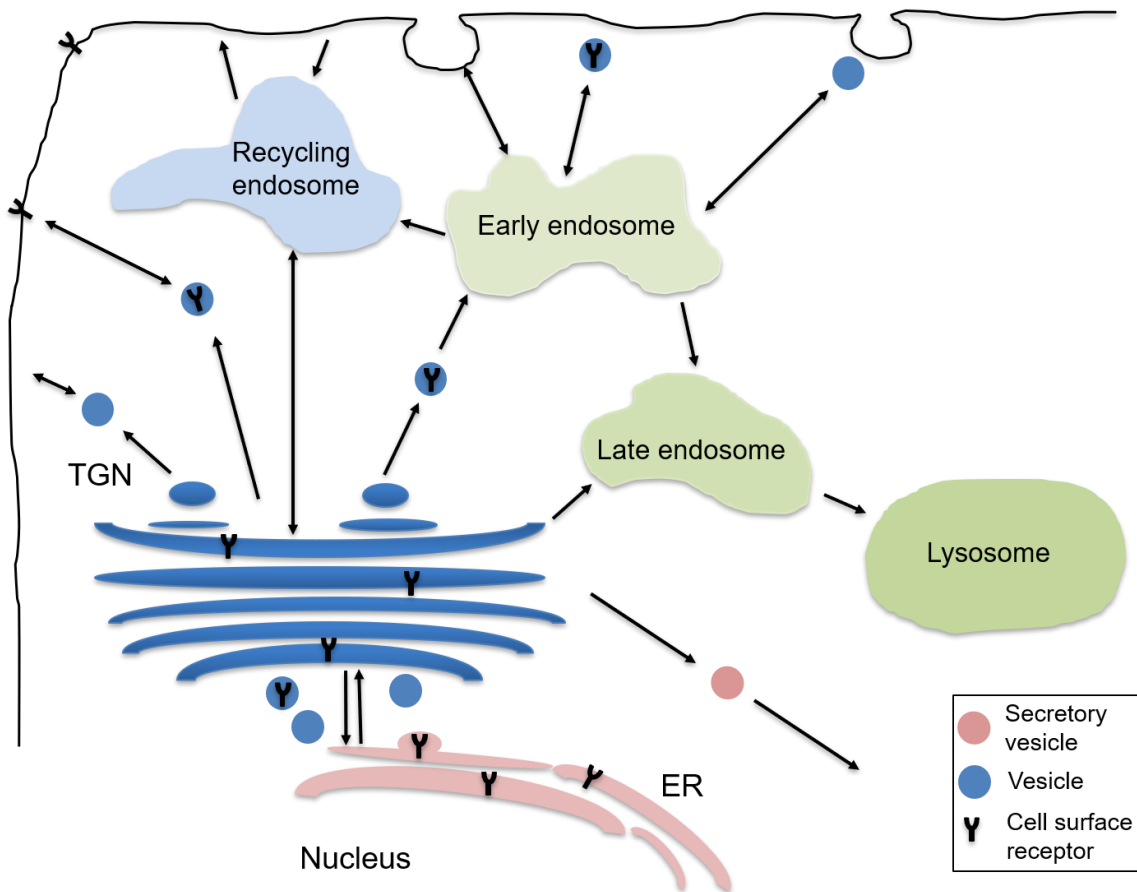 Recycling
endosome
Early endosome
Late endosome
TGN
Lysosome
ER
Nucleus
Secretory
vesicle
Vesicle
Cell surface
receptor